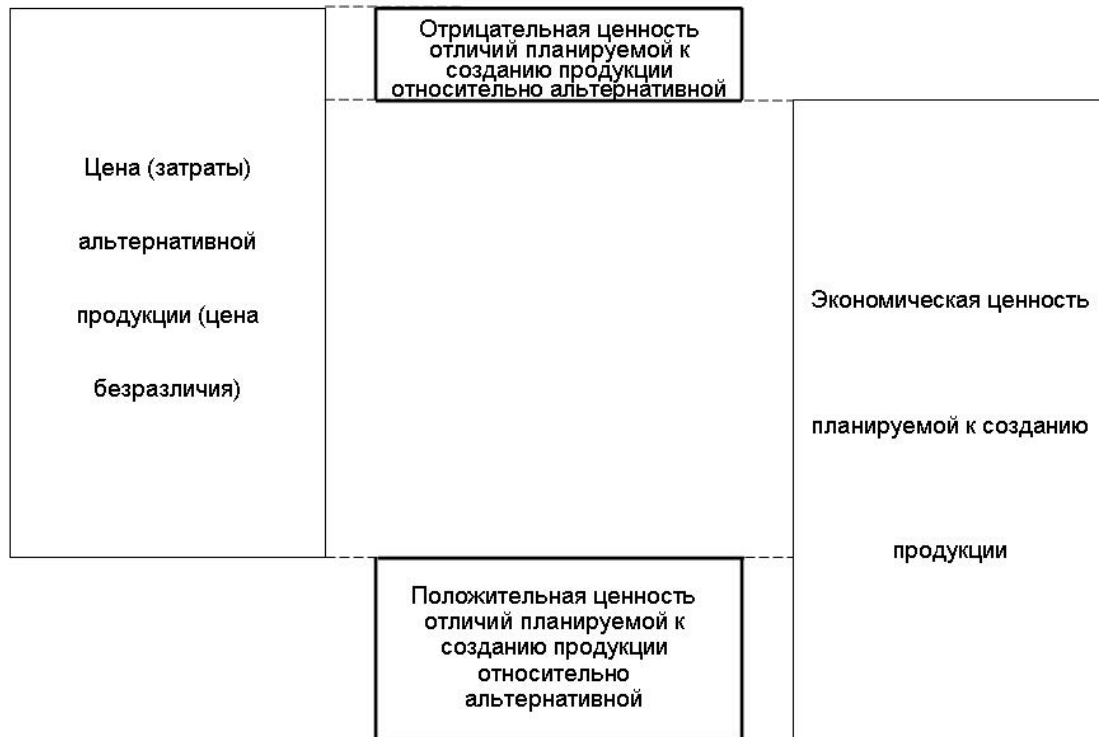 Отрицательная ценность
отличий планируемой к
созданию продукции
относительно альтернативной
Цена (затраты)
альтернативной
продукции (цена
безразличия)
Экономическая ценность
планируемой к созданию
продукции
Положительная ценность
отличий планируемой к
созданию продукции
относительно
альтернативной